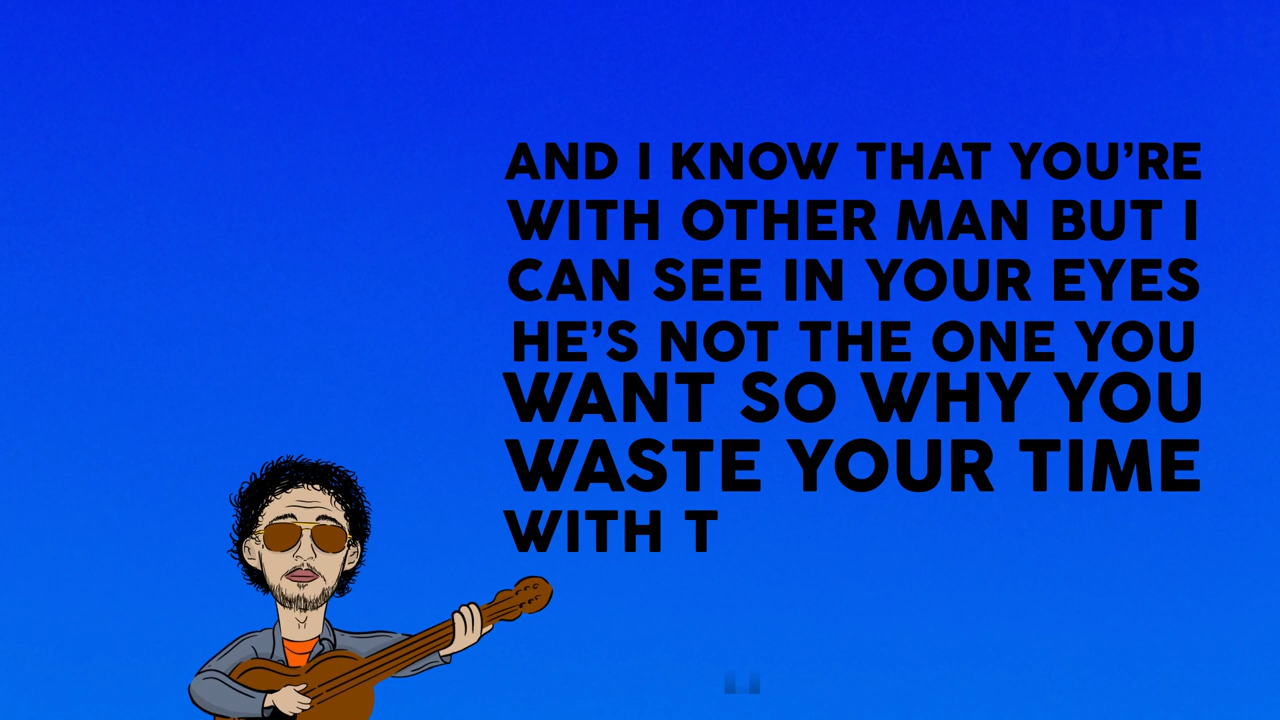 AND I KNOW THAT YOU’RE
WITH OTHER MAN BUT I
CAN SEE IN YOUR EYES
HE’S NOT THE ONE YOU
WANT SO WHY YOU
WASTE YOUR TIME
WITH T